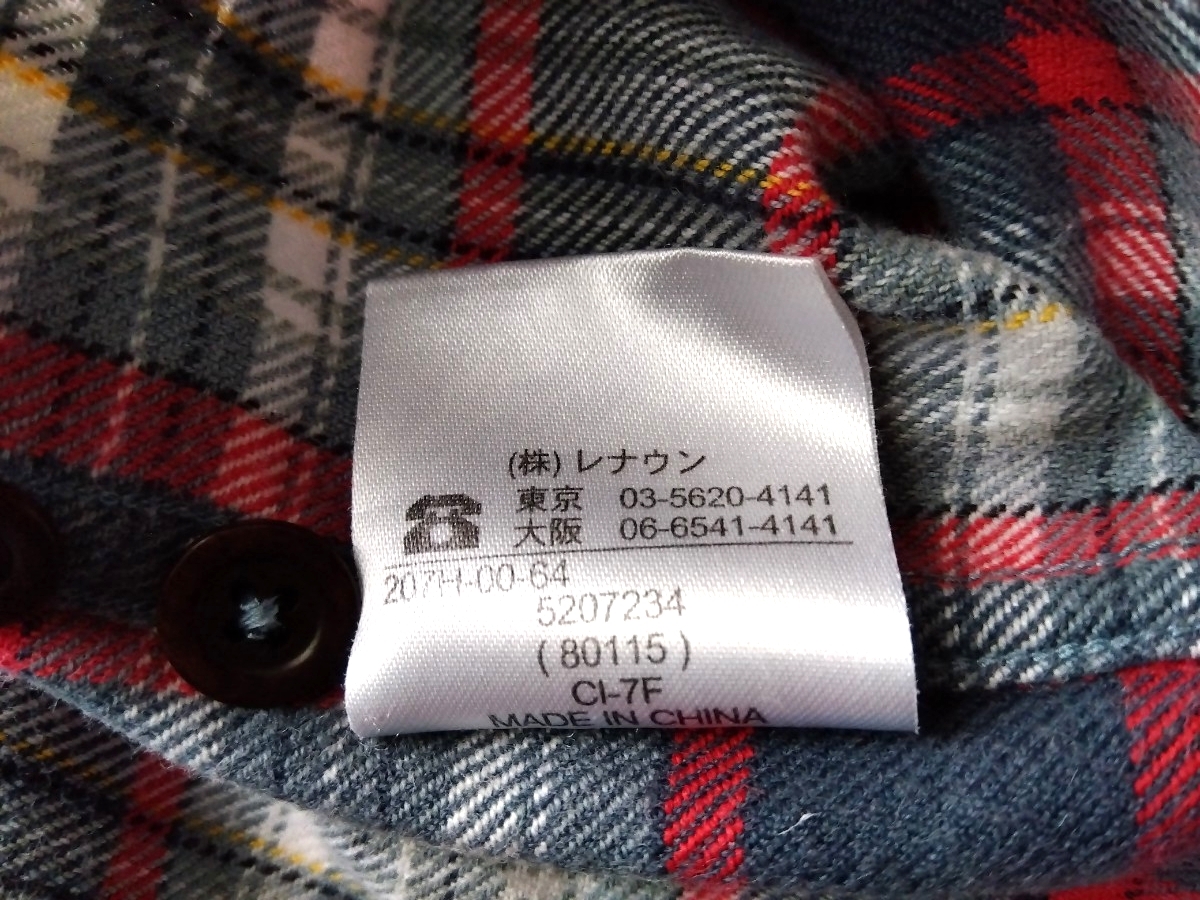 (株) レナウン
東京 03-5620-4141
大阪 06-6541-4141
207H-00-64
5207234
(80115)
CI-7F
MADE IN CHINA